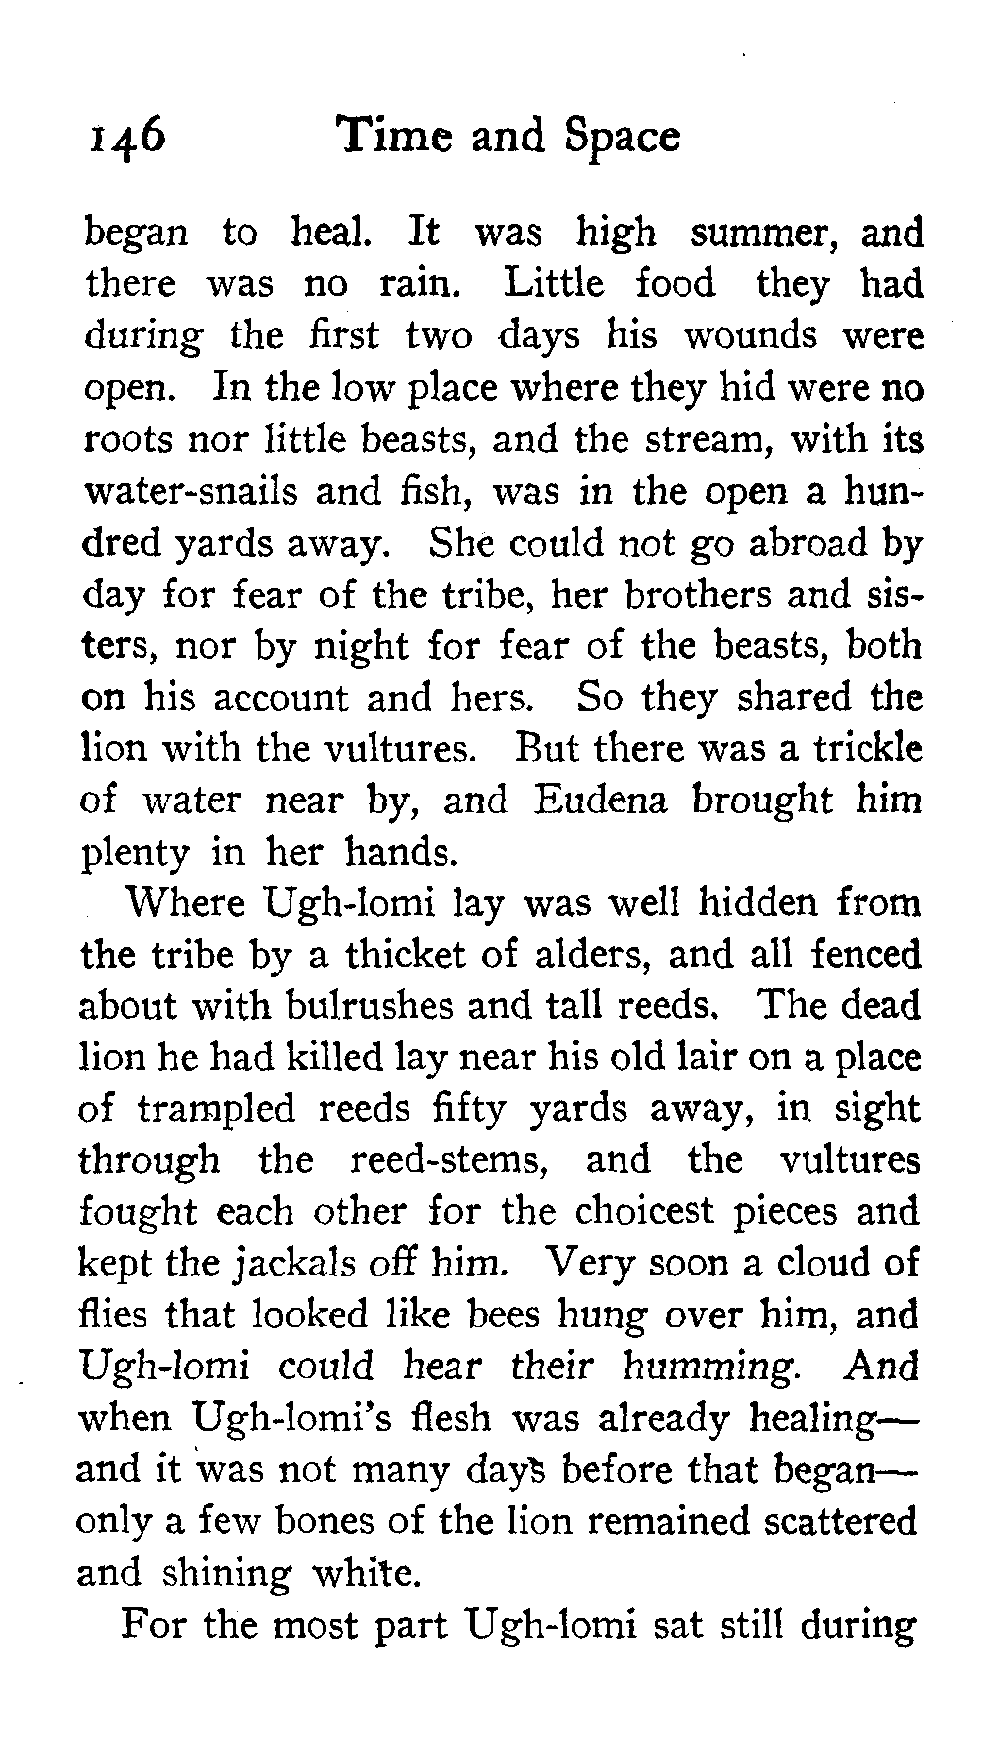 146 Time and Space
began to heal. It was high summer, and
there was no rain. Little food they had
during the first two days his wounds were
open. In the low place where they hid were no
roots nor little beasts, and the stream, with its
water-snails and fish, was in the open a hun-
dred yards away. She could not go abroad by
day for fear of the tribe, her brothers and sis-
ters, nor by night for fear of the beasts, both
on his account and hers. So they shared the
lion with the vultures. But there was a trickle
of water near by, and Eudena brought him
plenty in her hands.
Where Ugh-lomi lay was well hidden from
the tribe by a thicket of alders, and all fenced
about with bulrushes and tall reeds. The dead
lion he had killed lay near his old lair on a place
of trampled reeds fifty yards away, in sight
through the reed-stems, and the vultures
fought each other for the choicest pieces and
kept the jackals off him. Very soon a cloud of
flies that looked like bees hung over him, and
Ugh-lomi could hear their humming. And
when Ugh-lomi's flesh was already healing—
and it was not many days before that began—
only a few bones of the lion remained scattered
and shining white.
For the most part Ugh-lomi sat still during